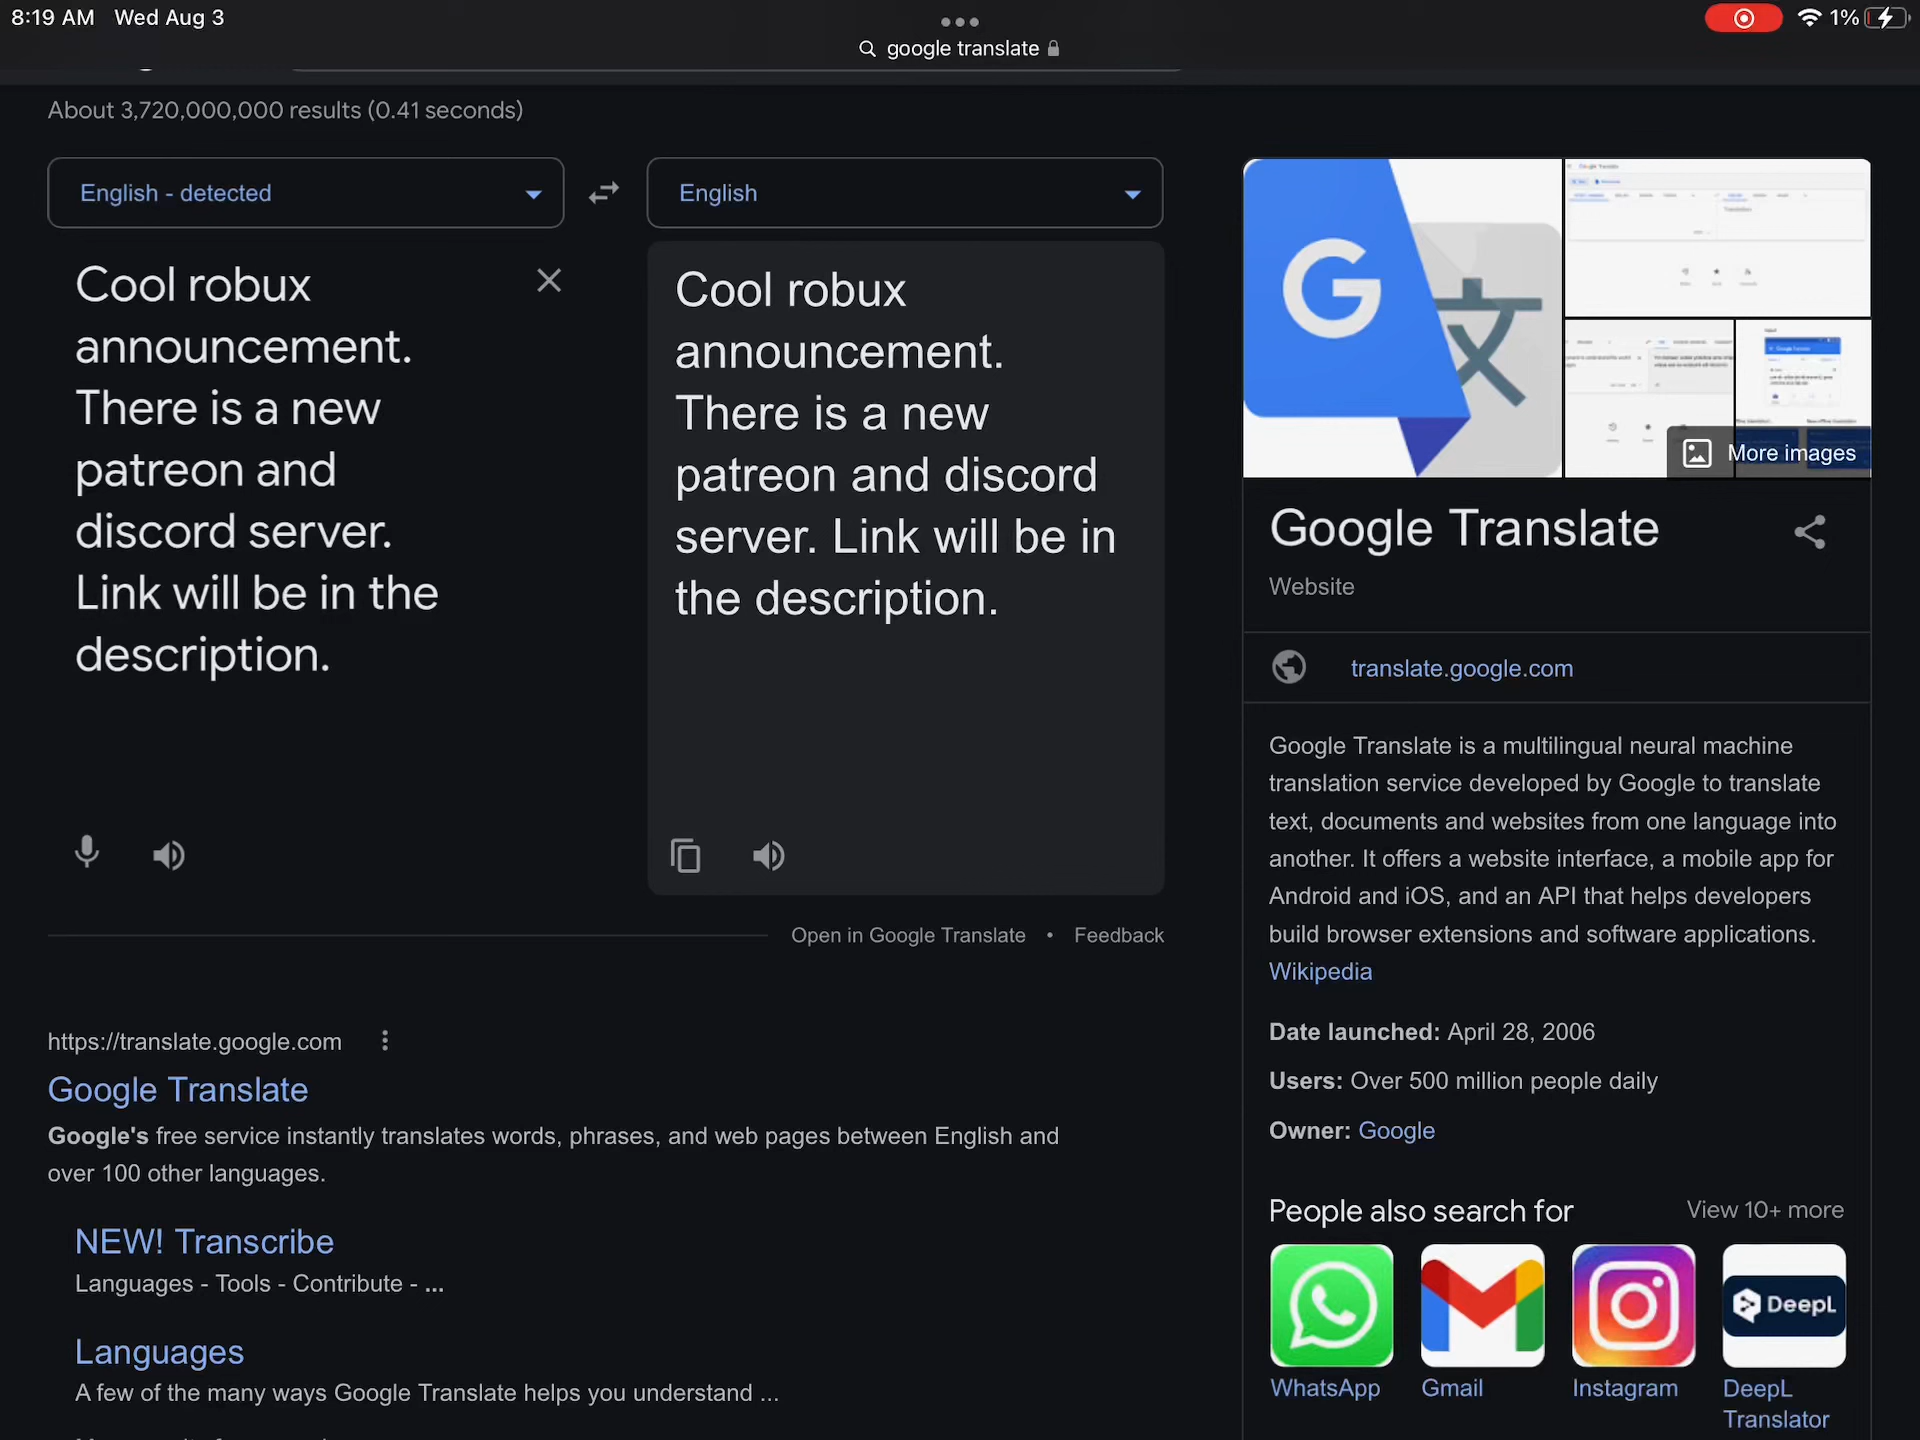 8:19 AM Wed Aug 3
1%
google translate
About 3,720,000,000 results (0.41 seconds)
English - detected
English
Cool robux
announcement.
There is a new
patreon and
discord server.
Link will be in the
description.
Cool robux
announcement.
There is a new
patreon and discord
server. Link will be in
the description.
Open in Google Translate • Feedback
https://translate.google.com
Google Translate
Google's free service instantly translates words, phrases, and web pages between English and
over 100 other languages.
NEW! Transcribe
Languages - Tools - Contribute - ...
Languages
A few of the many ways Google Translate helps you understand ...
G
文
More images
Google Translate
Website
translate.google.com
Google Translate is a multilingual neural machine
translation service developed by Google to translate
text, documents and websites from one language into
another. It offers a website interface, a mobile app for
Android and iOS, and an API that helps developers
build browser extensions and software applications.
Wikipedia
Date launched: April 28, 2006
Users: Over 500 million people daily
Owner: Google
People also search for
View 10+ more
DeepL
WhatsApp
Gmail
Instagram
DeepL
Translator